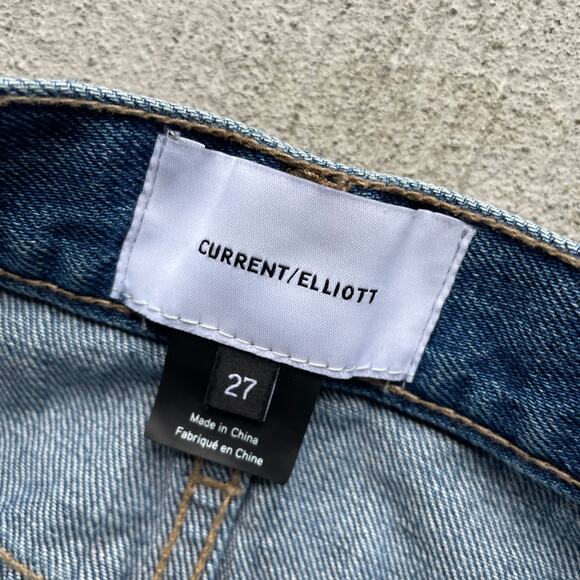 CURRENT/ELLIOTT
27
Made in China
Fabriqué en Chine